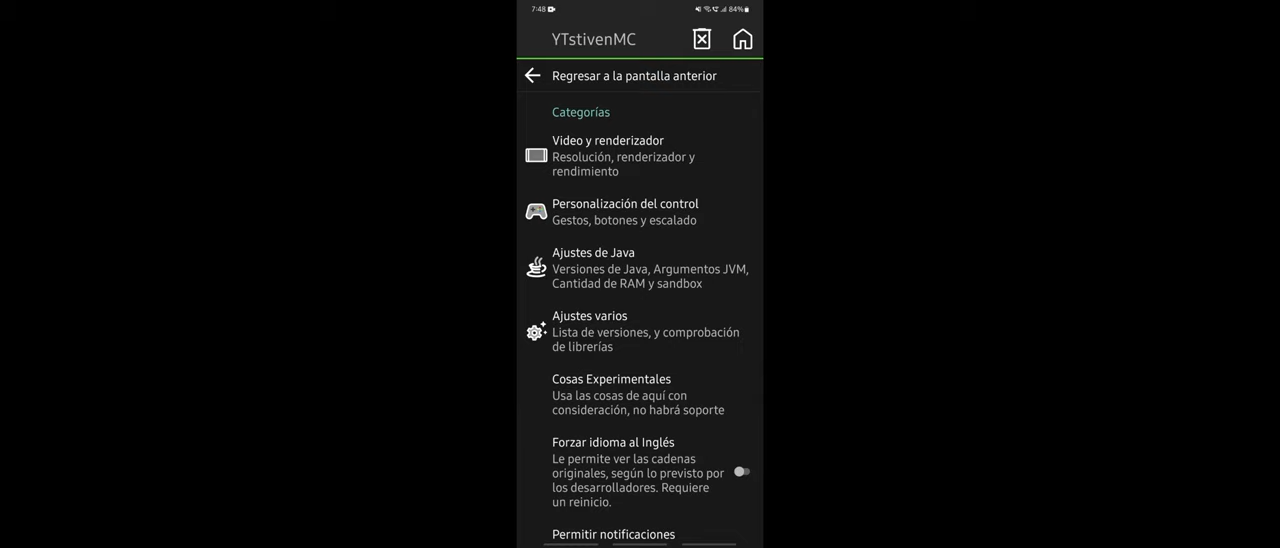 7:48
84%
YTstivenMC
Regresar a la pantalla anterior
Categorías
Video y renderizador
Resolución, renderizador y
rendimiento
Personalización del control
Gestos, botones y escalado
Ajustes de Java
Versiones de Java, Argumentos JVM,
Cantidad de RAM y sandbox
Ajustes varios
Lista de versiones, y comprobación
de librerías
Cosas Experimentales
Usa las cosas de aquí con
consideración, no habrá soporte
Forzar idioma al Inglés
Le permite ver las cadenas
originales, según lo previsto por
los desarrolladores. Requiere
un reinicio.
Permitir notificaciones